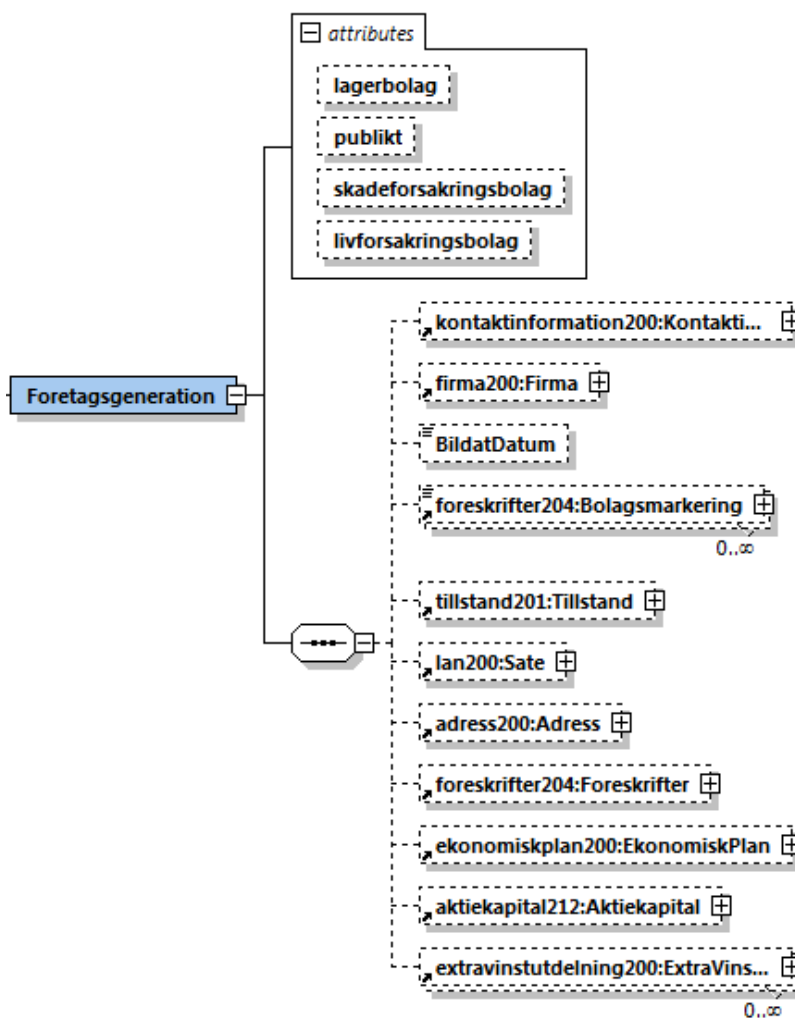 attributes
lagerbolag
publikt
skadeforsakringsbolag
livforsakringsbolag
Foretagsgeneration
kontaktinformation200:Kontakti...
firma200:Firma
BildatDatum
foreskrifter204:Bolagsmarkering
0..∞
tillstand201:Tillstand
lan200:Sate
adress200:Adress
foreskrifter204:Foreskrifter
ekonomiskplan200:EkonomiskPlan
aktiekapital212:Aktiekapital
extravinstutdelning200:ExtraVins...
0..∞